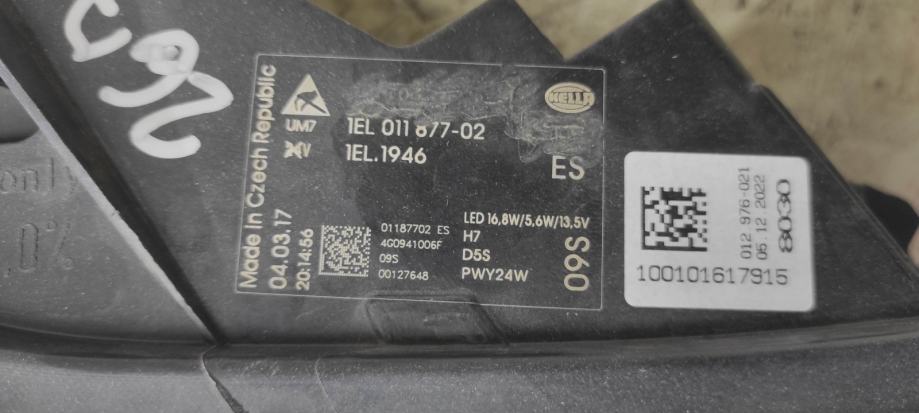 Made in Czech Republic
04.03.17
20:14:56
UM7
XV
1EL 011 877-02
1EL.1946
HELLA
ES
01187702 ES
4G0941006F
09S
00127648
LED 16,8W/5,6W/13,5V
H7
D5S
PWY24W
09S
012 976-021
05.12 2022
8030
100101617915